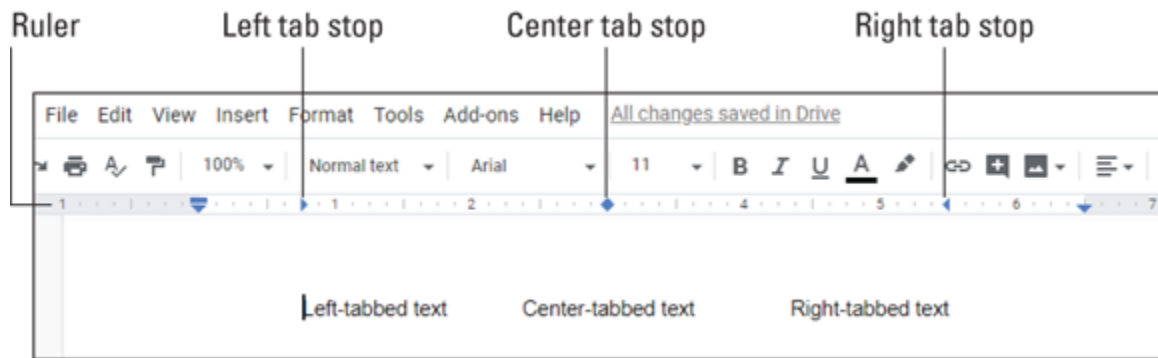 Ruler Left tab stop Center tab stop Right tab stop
File Edit View Insert Format Tools Add-ons Help All changes saved in Drive
100% Normal text Arial 11 B I U A
1 1 2 4 5 6 7
Left-tabbed text Center-tabbed text Right-tabbed text